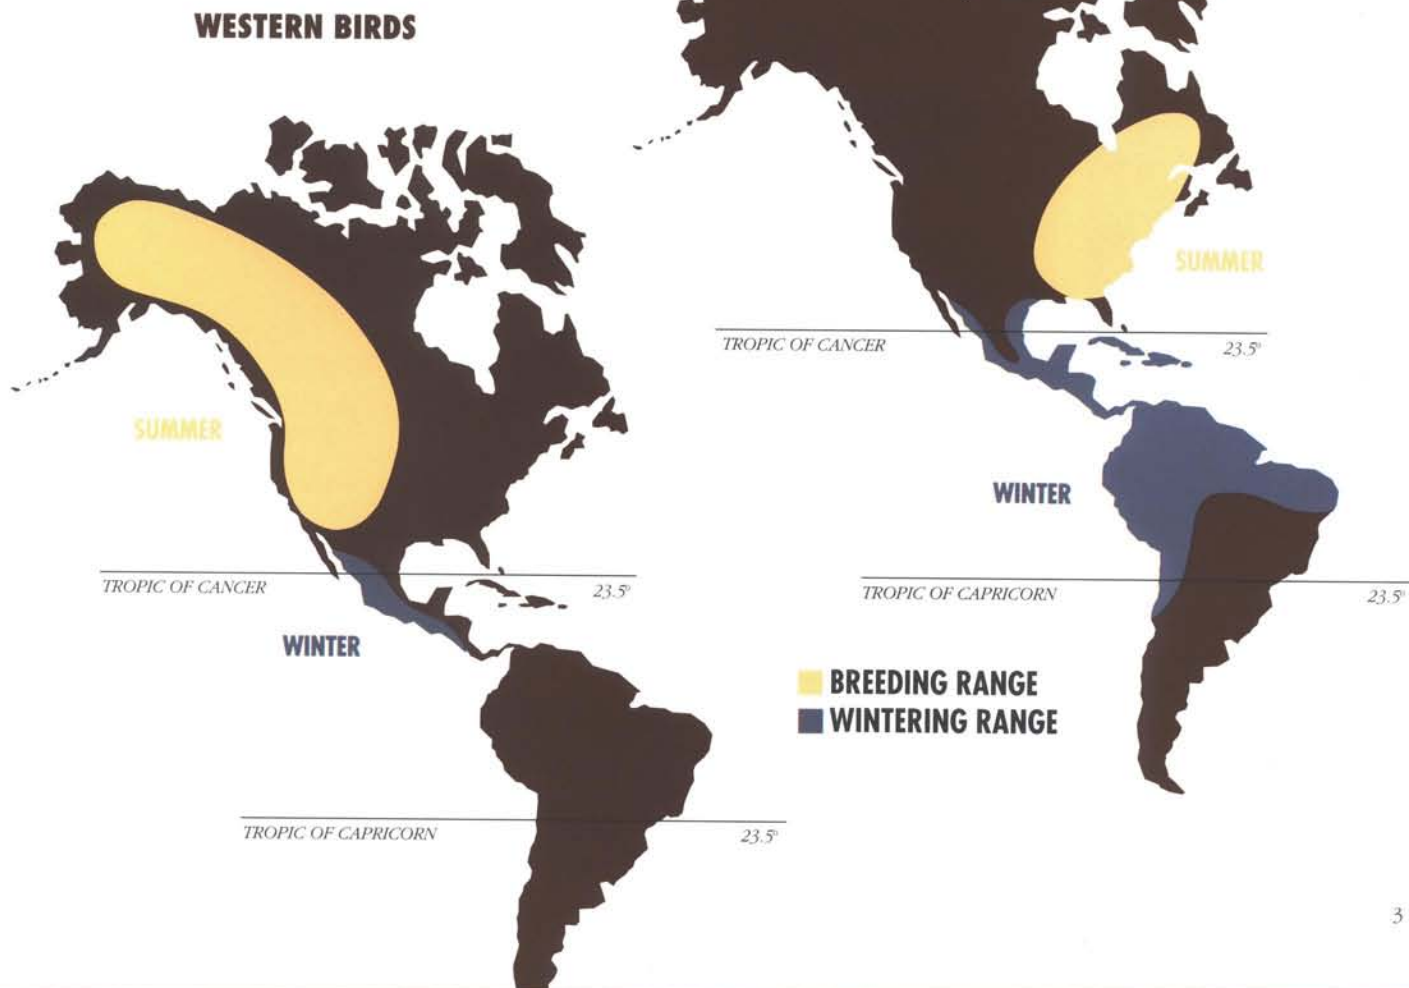 WESTERN BIRDS
SUMMER
TROPIC OF CANCER
23.5°
WINTER
TROPIC OF CAPRICORN
23.5°
SUMMER
TROPIC OF CANCER
23.5°
WINTER
TROPIC OF CAPRICORN
23.5°
BREEDING RANGE
WINTERING RANGE
3